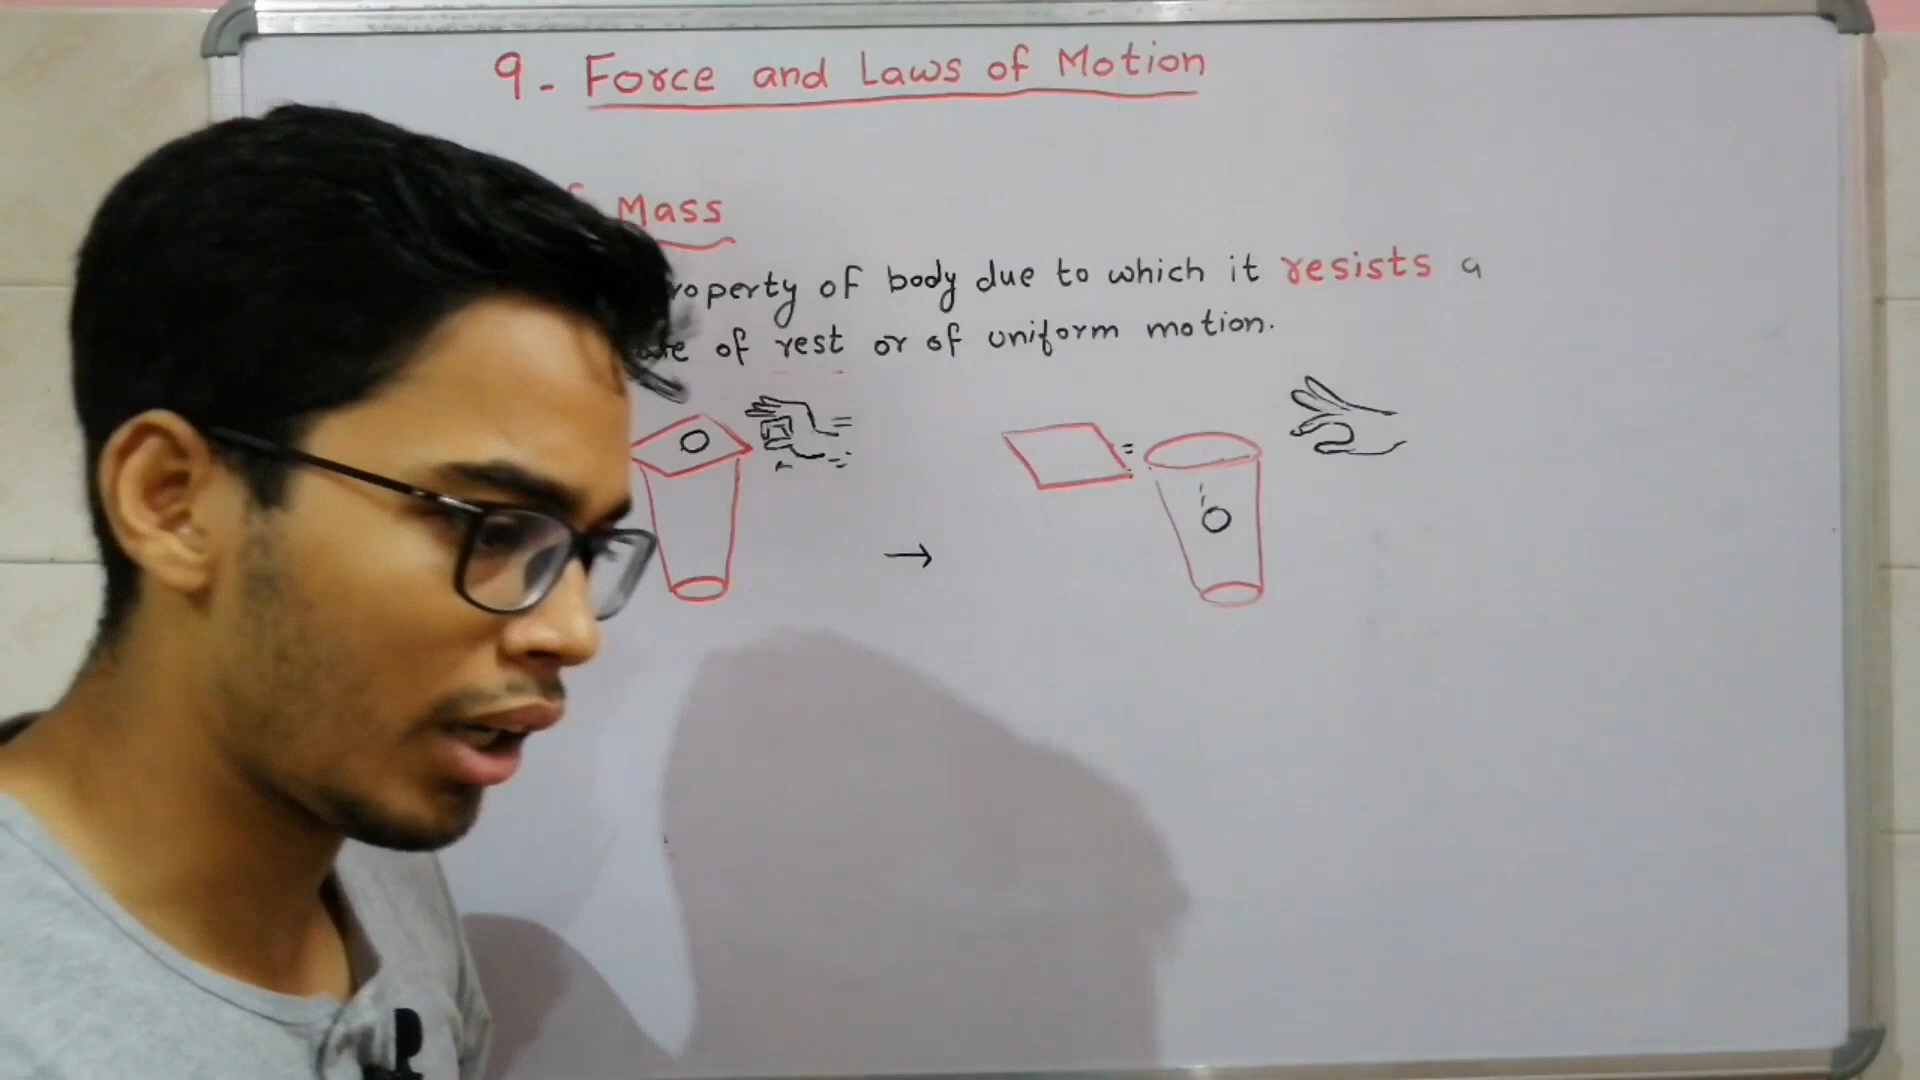 9 - Force and Laws of Motion
Mass
of body due to which it resists a
of rest or of uniform motion.